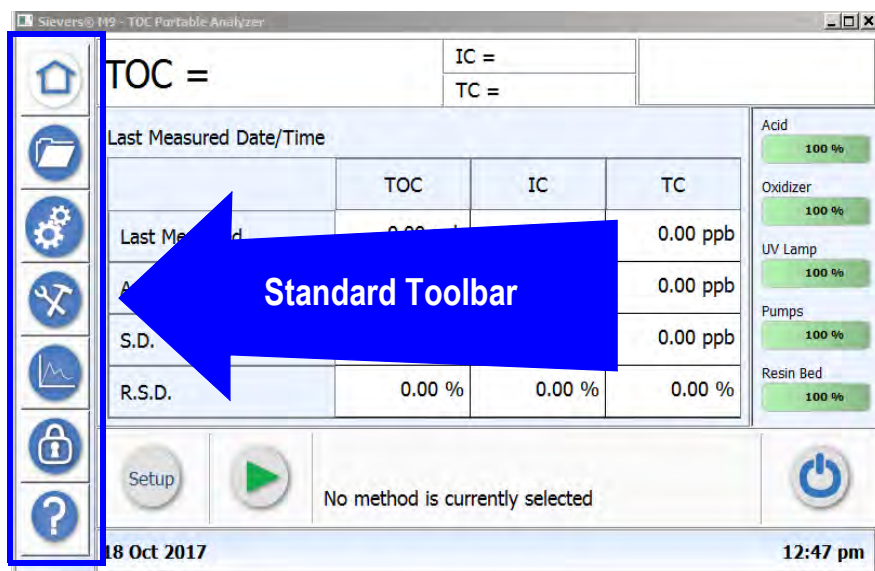 Sievers® M9 - TOC Portable Analyzer
TOC =
IC =
TC =
Last Measured Date/Time
TOC IC TC
Last d 0.00 ppb
0.00 ppb
S.D. 0.00 ppb
R.S.D. 0.00 % 0.00 % 0.00 %
Standard Toolbar
Acid
100 %
Oxidizer
100 %
UV Lamp
100 %
Pumps
100 %
Resin Bed
100 %
Setup
No method is currently selected
18 Oct 2017 12:47 pm